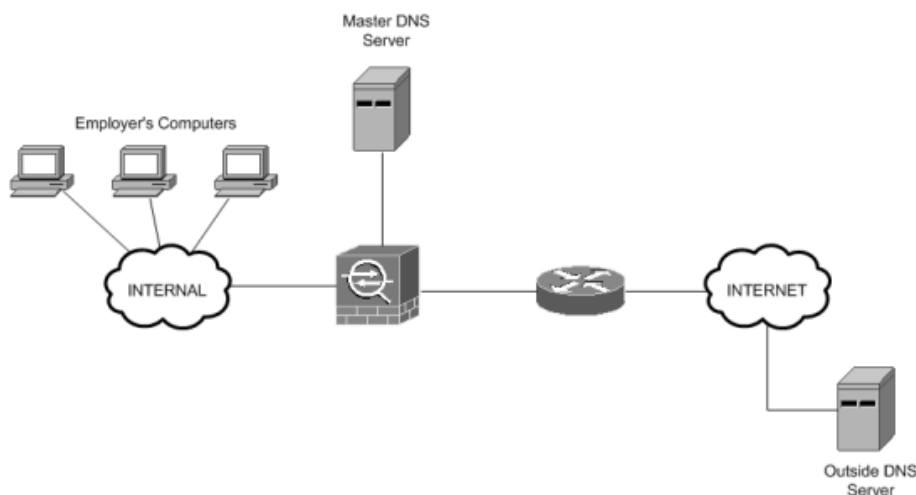 Master DNS
Server
Employer's Computers
INTERNAL
INTERNET
Outside DNS
Server